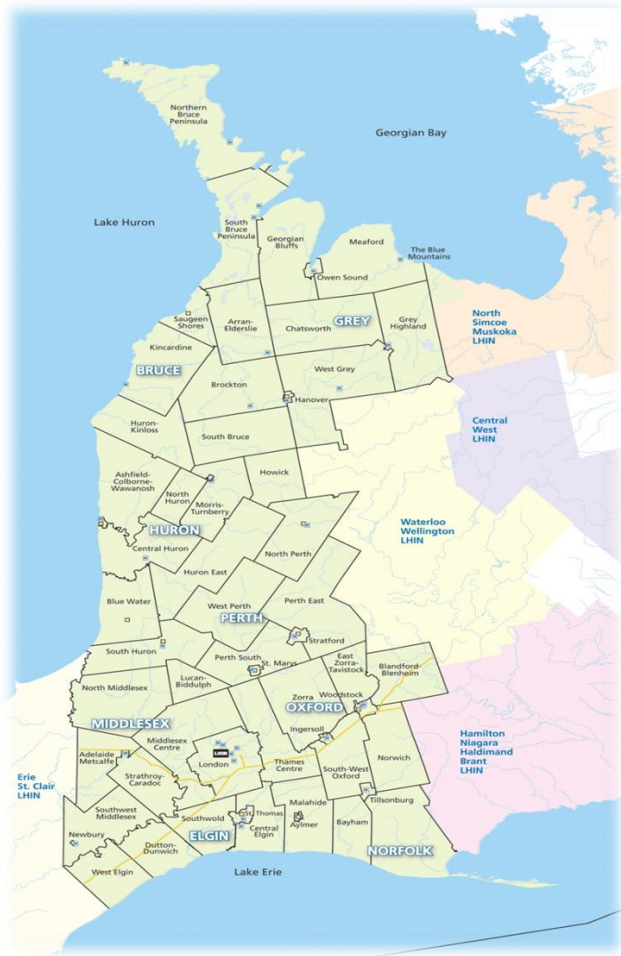 Northern
Bruce
Peninsula
Georgian Bay
Lake Huron
South
Bruce
Peninsula
Georgian
Bluffs
Meaford
The Blue
Mountains
Owen Sound
Saugeen
Shores
Arran-
Elderslie
Chatsworth
GREY
Grey
Highland
North
Simcoe
Muskoka
LHIN
Kincardine
BRUCE
Brockton
West Grey
Hanover
Huron-
Kinloss
South Bruce
Central
West
LHIN
Ashfield-
Colborne-
Wawanosh
North
Huron
Morris-
Turnberry
Howick
HURON
Central Huron
Huron East
North Perth
Waterloo
Wellington
LHIN
Blue Water
West Perth
Perth East
PERTH
South Huron
Perth South
Stratford
St. Marys
East
Zorra-
Tavistock
Blandford-
Blenheim
North Middlesex
Lucan-
Biddulph
Zorra
Woodstock
OXFORD
MIDDLESEX
Middlesex
Centre
Ingersoll
Hamilton
Niagara
Haldimand
Brant
LHIN
Erie
St. Clair
LHIN
Adelaide
Metcalfe
LHIN
London
Thames
Centre
Norwich
Strathroy-
Caradoc
South-West
Oxford
Southwest
Middlesex
Tillsonburg
Newbury
Southwold
St. Thomas
Central
Elgin
Malahide
Aylmer
Bayham
ELGIN
Dutton-
Dunwich
NORFOLK
West Elgin
Lake Erie